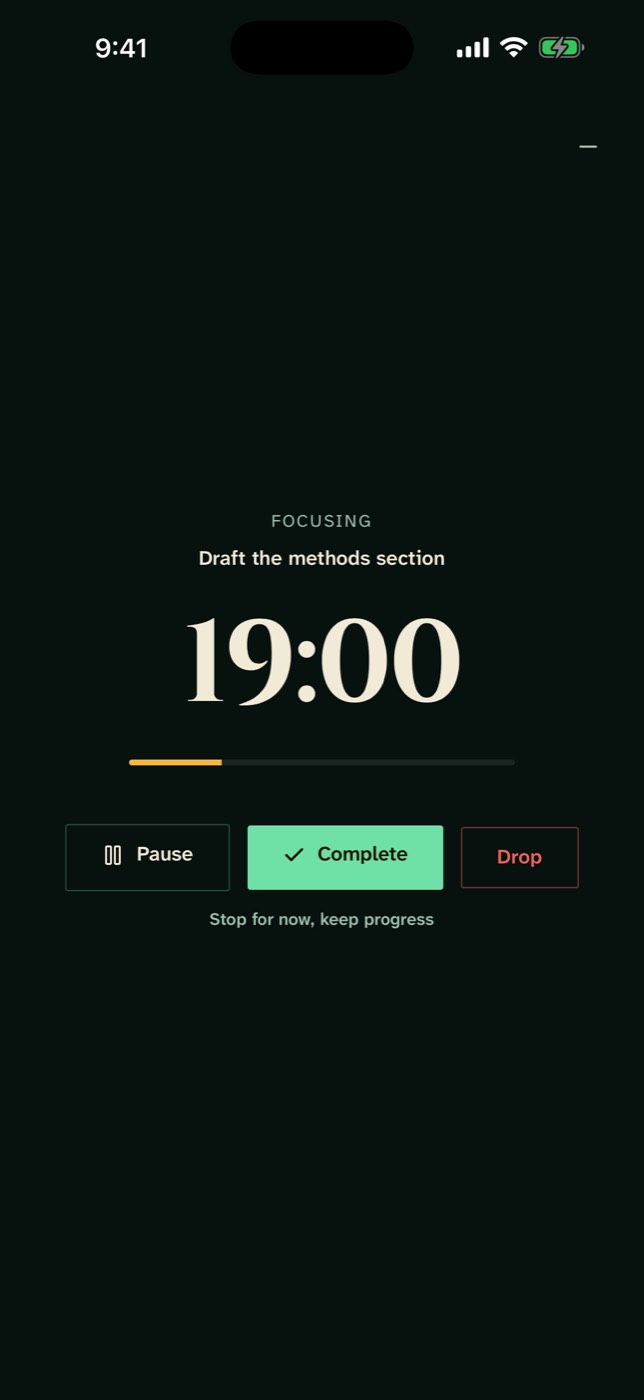 9:41
FOCUSING
Draft the methods section
19:00
Pause
Complete
Drop
Stop for now, keep progress